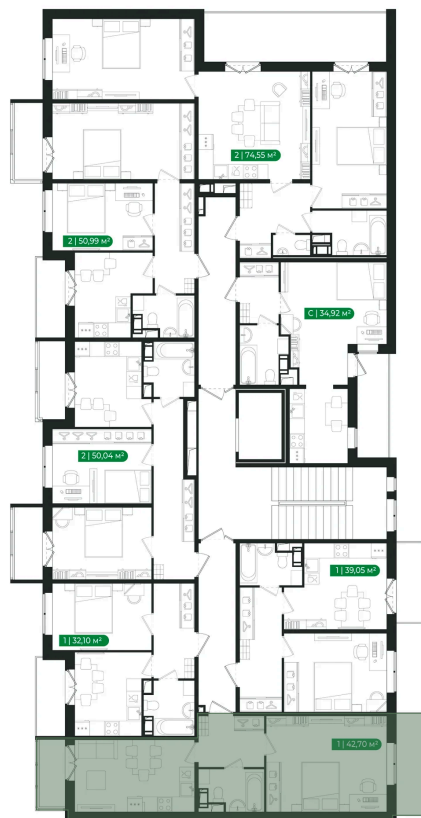 2 | 74,55 м²
2 | 50,99 м²
С | 34,92 м²
2 | 50,04 м²
1 | 39,05 м²
1 | 32,10 м²
1 | 42,70 м²